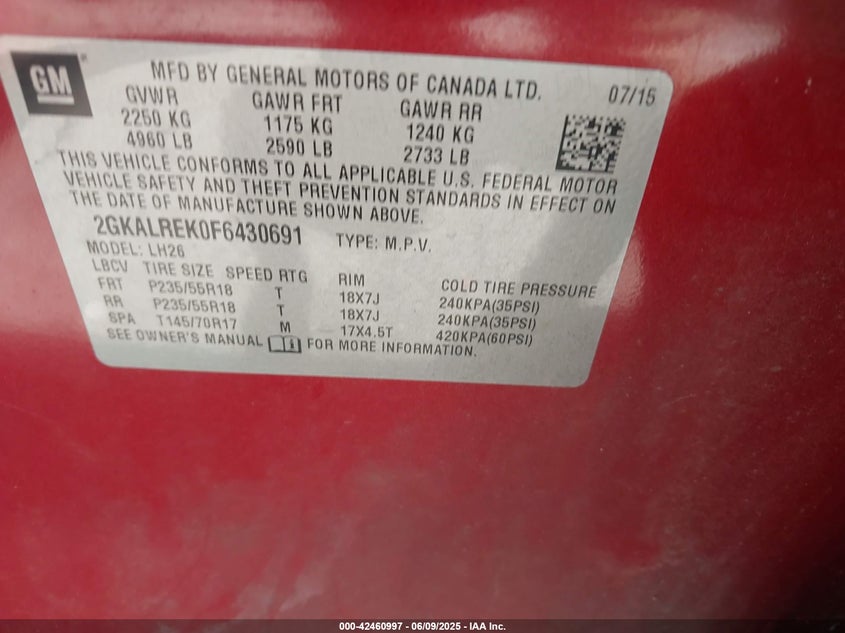 GM
MFD BY GENERAL MOTORS OF CANADA LTD. 07/15
GVWR GAWR FRT GAWR RR
2250 KG 1175 KG 1240 KG
4960 LB 2590 LB 2733 LB
THIS VEHICLE CONFORMS TO ALL APPLICABLE U.S. FEDERAL MOTOR
VEHICLE SAFETY AND THEFT PREVENTION STANDARDS IN EFFECT ON
THE DATE OF MANUFACTURE SHOWN ABOVE.
2GKALREK0F6430691 TYPE: M.P.V.
MODEL: LH26
LBCV TIRE SIZE SPEED RTG RIM COLD TIRE PRESSURE
FRT P235/55R18 T 18X7J 240KPA(35PSI)
RR P235/55R18 T 18X7J 240KPA(35PSI)
SPA T145/70R17 M 17X4.5T 420KPA(60PSI)
SEE OWNER'S MANUAL FOR MORE INFORMATION.
000-42460997 - 06/09/2025 - IAA Inc.